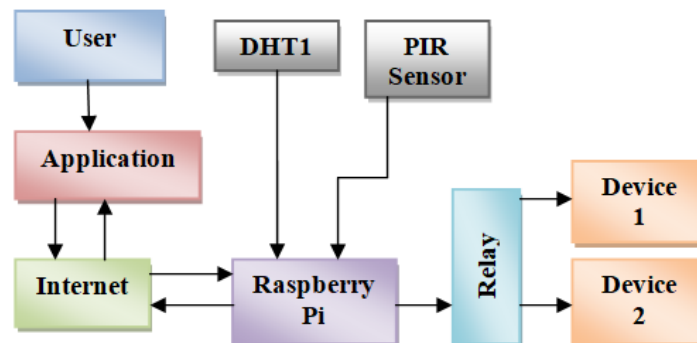 User
DHT1
PIR
Sensor
Application
Internet
Raspberry
Pi
Relay
Device
1
Device
2